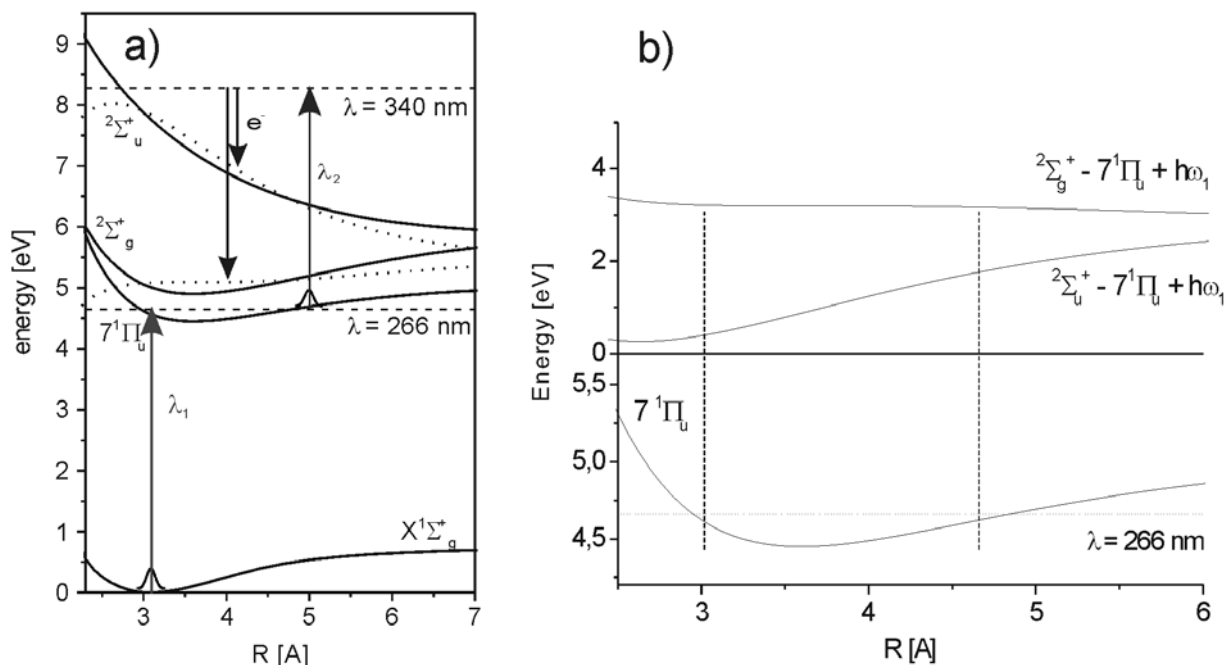 a)
energy [eV]
9
8
7
6
5
4
3
2
1
0
²Σ⁺ᵤ
e⁻
λ = 340 nm
λ₂
²Σ⁺g
7¹Πᵤ
λ = 266 nm
λ₁
X¹Σ⁺g
3 4 5 6 7
R [A]
b)
Energy [eV]
4
2
0
5,5
5,0
4,5
²Σg⁺ - 7¹Πᵤ + hω₁
²Σᵤ⁺ - 7¹Πᵤ + hω₁
7 ¹Πᵤ
λ = 266 nm
3 4 5 6
R [A]